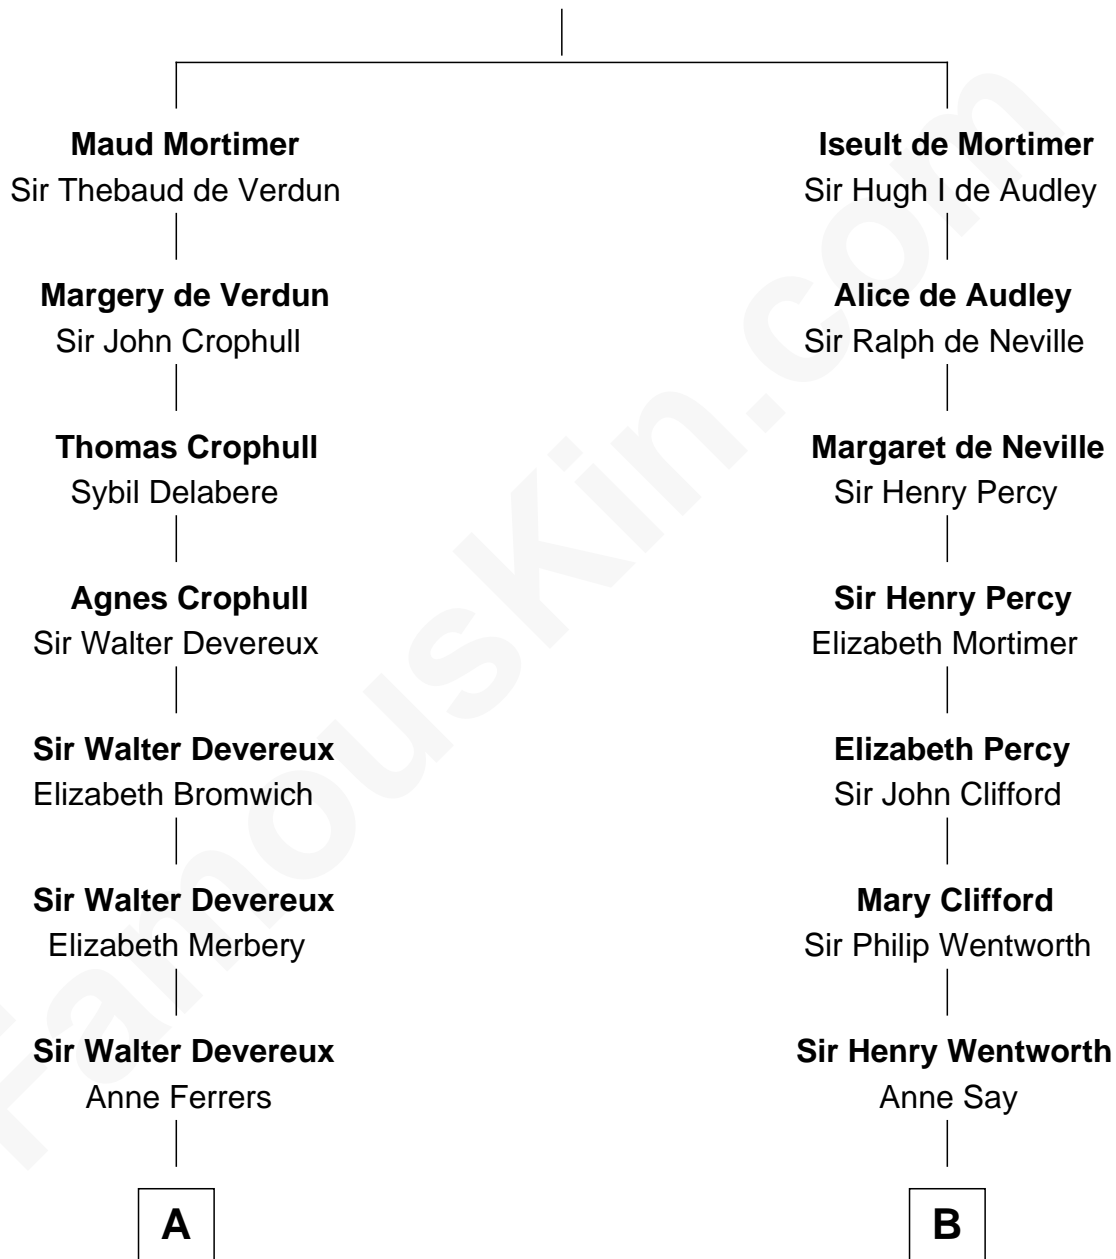 Maud Mortimer
Sir Thebaud de Verdun
Margery de Verdun
Sir John Crophull
Thomas Crophull
Sybil Delabere
Agnes Crophull
Sir Walter Devereux
Sir Walter Devereux
Elizabeth Bromwich
Sir Walter Devereux
Elizabeth Merbery
Sir Walter Devereux
Anne Ferrers
A
Iseult de Mortimer
Sir Hugh I de Audley
Alice de Audley
Sir Ralph de Neville
Margaret de Neville
Sir Henry Percy
Sir Henry Percy
Elizabeth Mortimer
Elizabeth Percy
Sir John Clifford
Mary Clifford
Sir Philip Wentworth
Sir Henry Wentworth
Anne Say
B
FamousKin.com